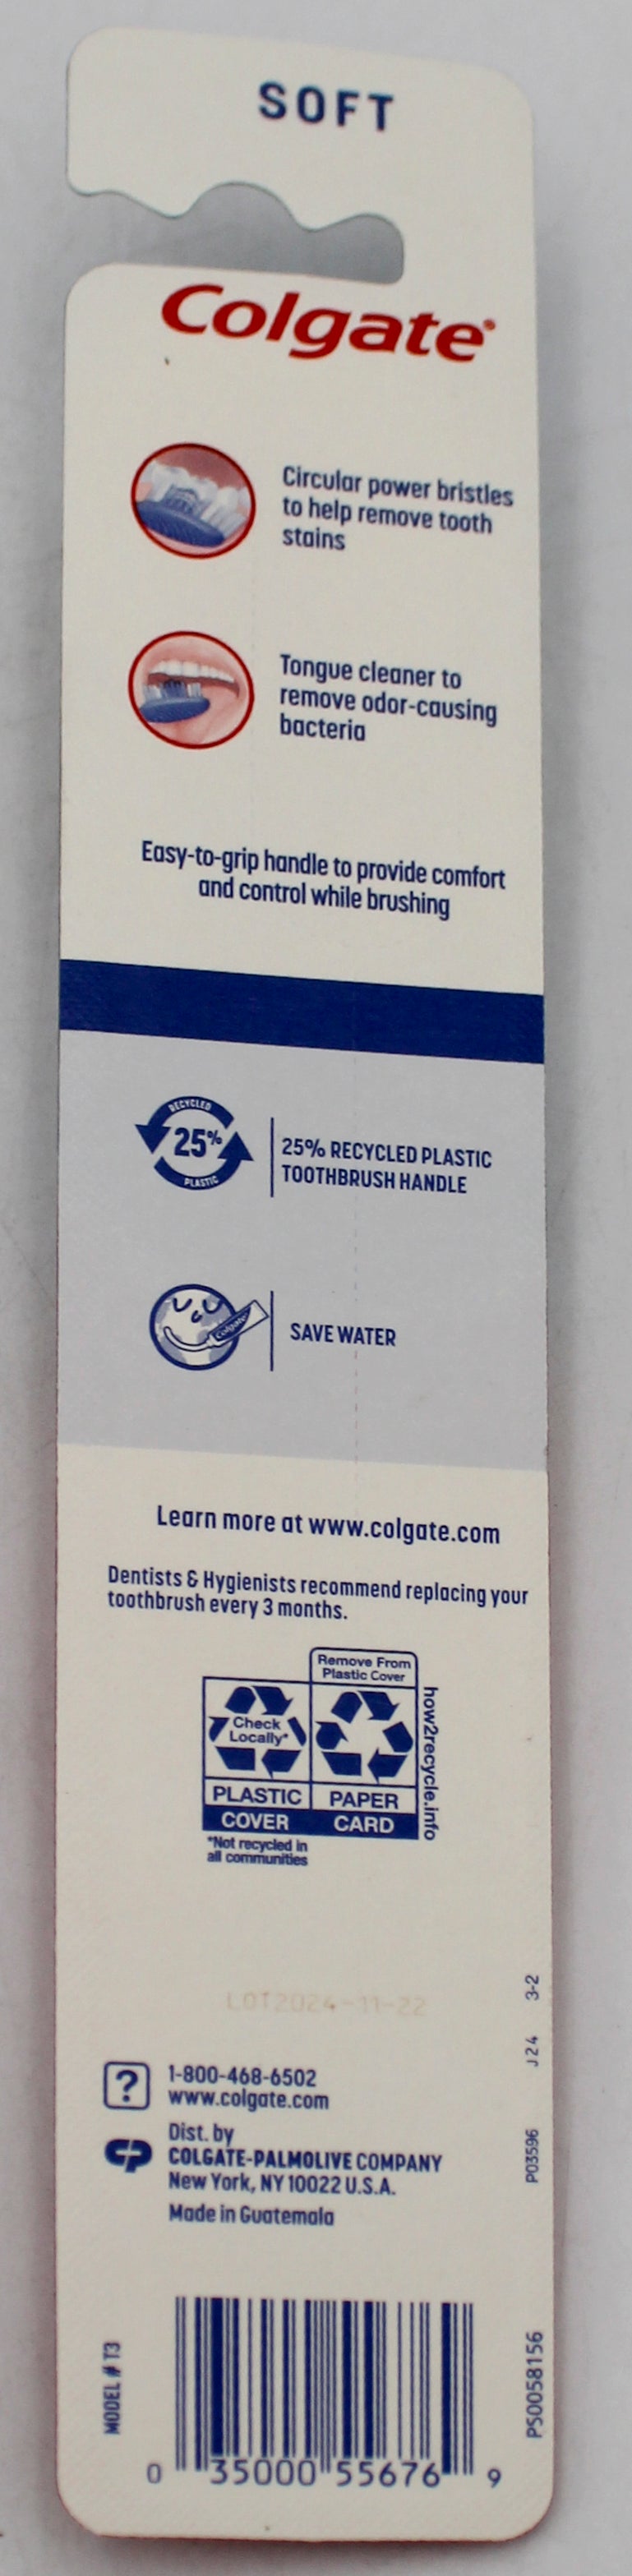 SOFT
Colgate®
Circular power bristles
to help remove tooth
stains
Tongue cleaner to
remove odor-causing
bacteria
Easy-to-grip handle to provide comfort
and control while brushing
RECYCLED
25%
PLASTIC
25% RECYCLED PLASTIC
TOOTHBRUSH HANDLE
Colgate
SAVE WATER
Learn more at www.colgate.com
Dentists & Hygienists recommend replacing your
toothbrush every 3 months.
Remove From
Plastic Cover
Check
Locally*
PLASTIC
COVER
PAPER
CARD
how2recycle.info
*Not recycled in
all communities
LOT2024-11-22
?
1-800-468-6502
www.colgate.com
CP
Dist. by
COLGATE-PALMOLIVE COMPANY
New York, NY 10022 U.S.A.
Made in Guatemala
P03596 J24 3-2
MODEL # T3
P50058156
0 35000 55676 9